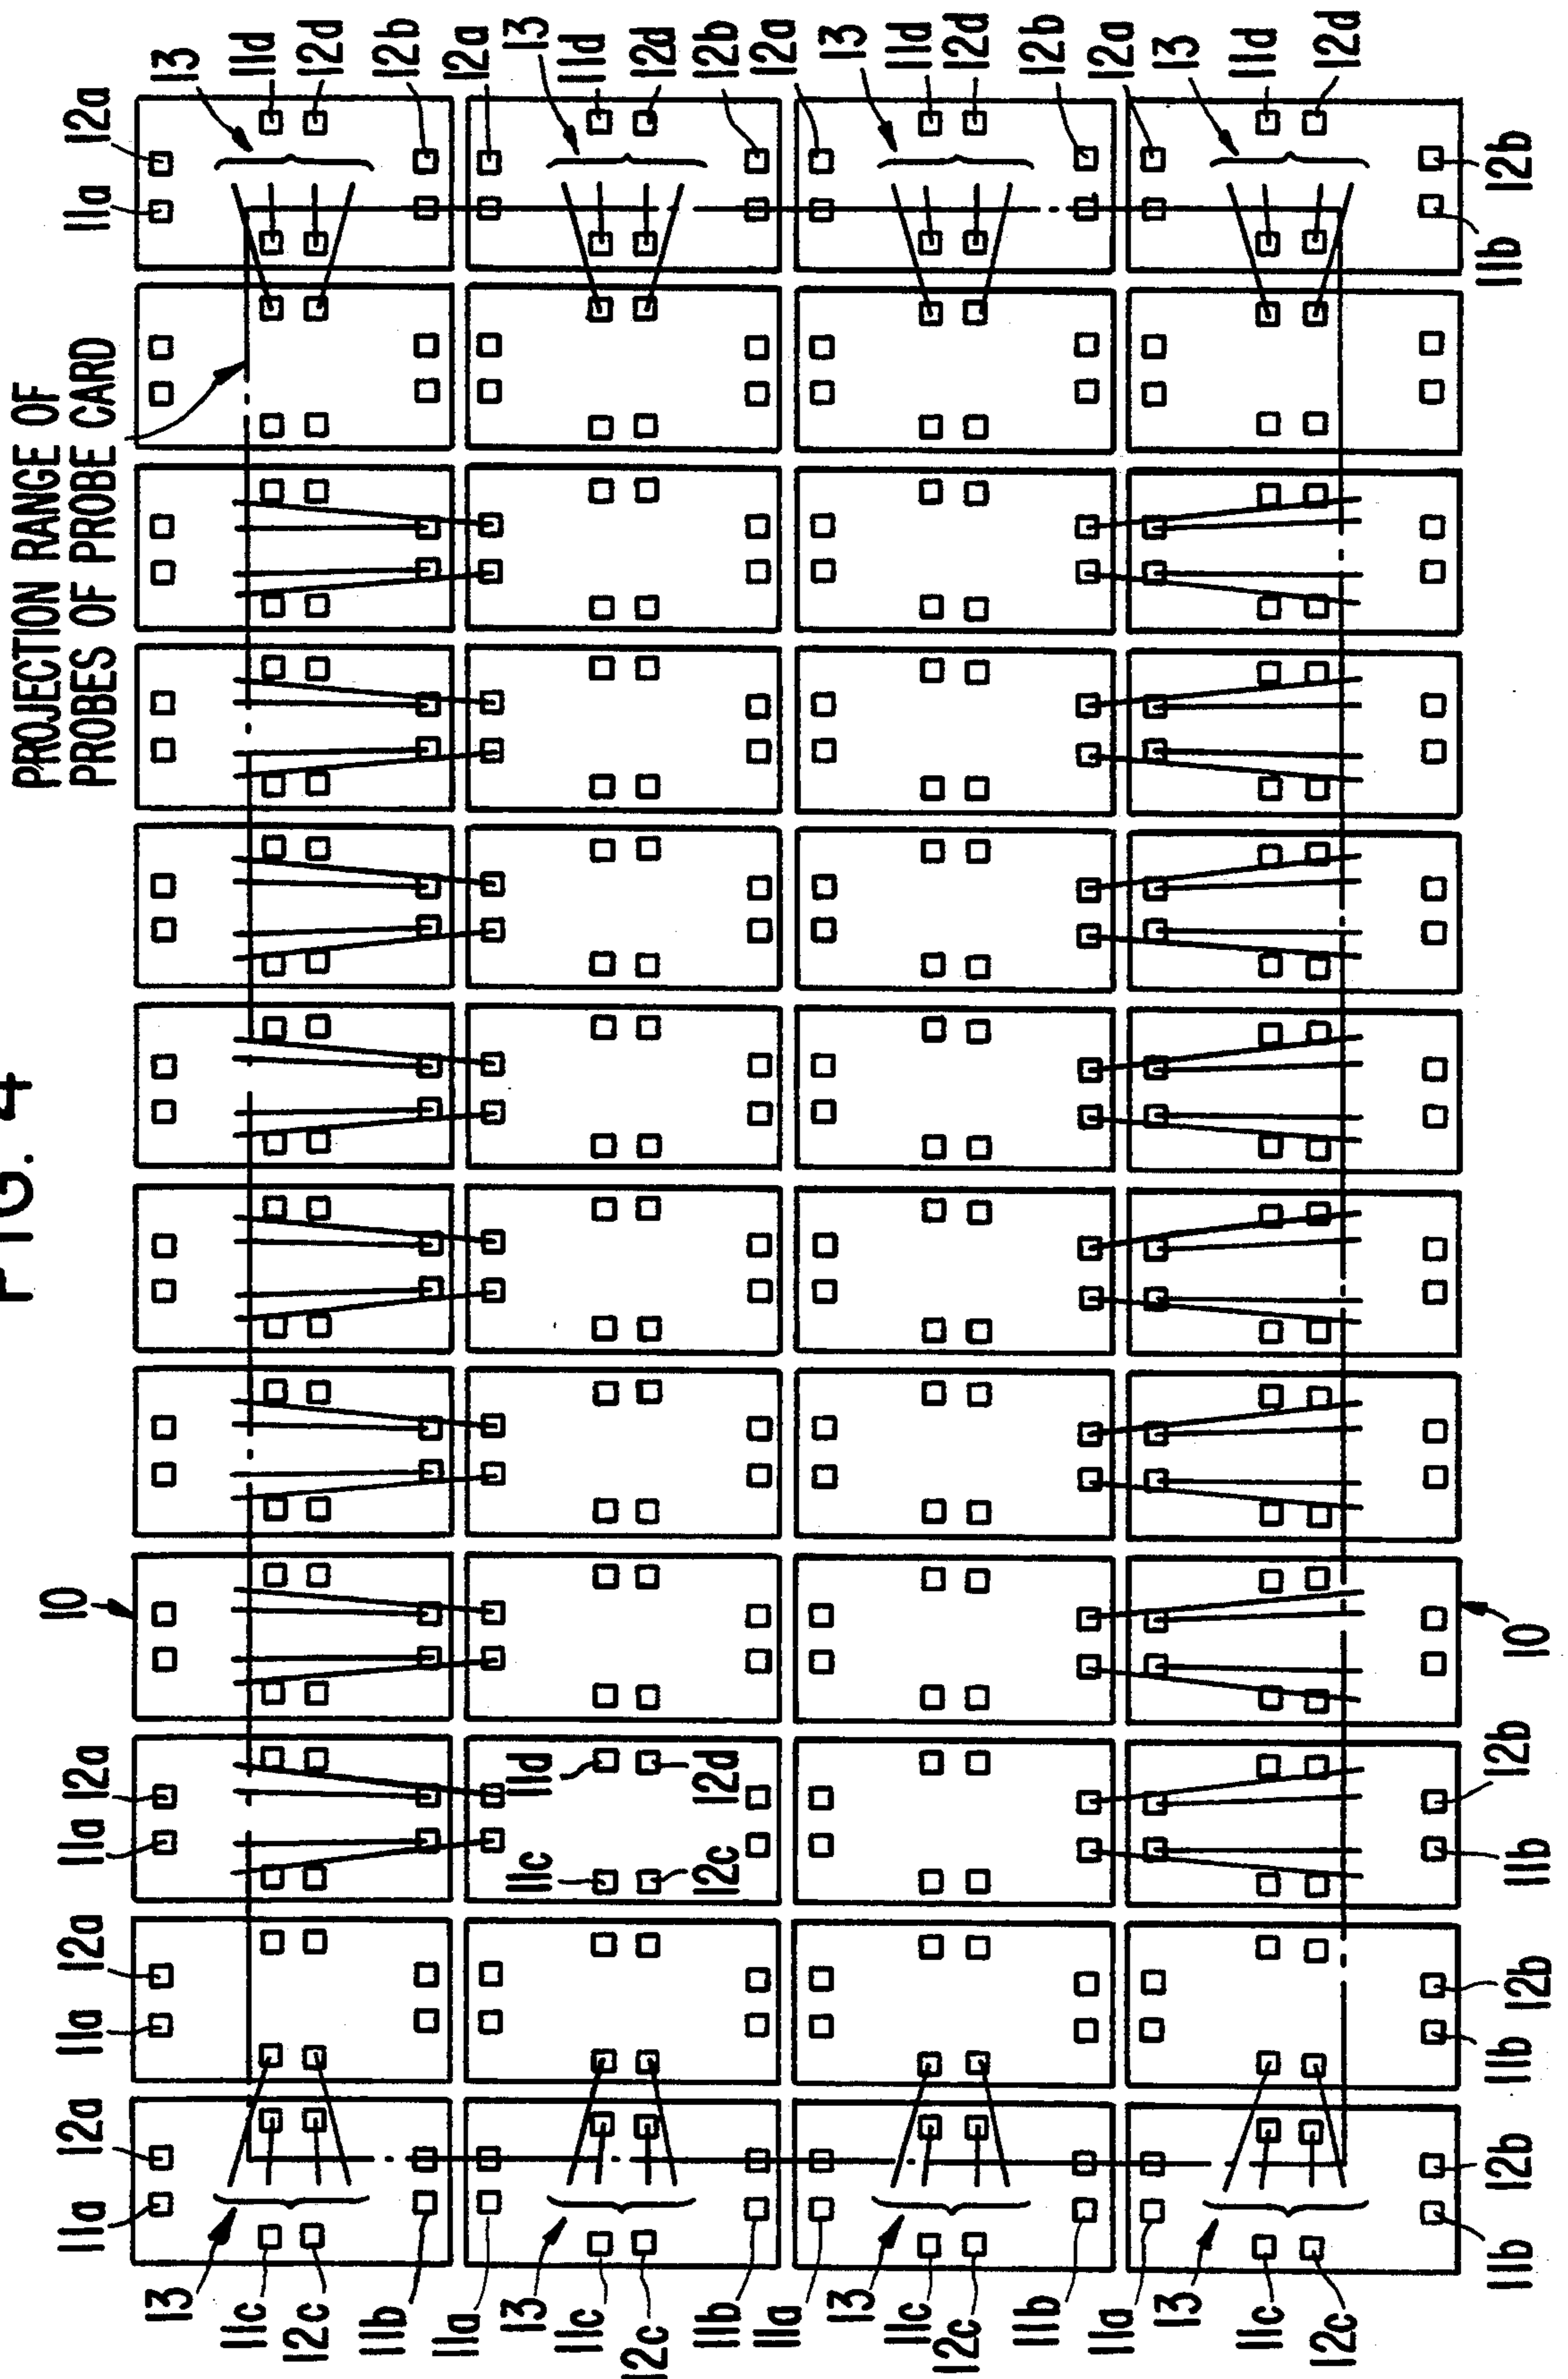 FIG. 4
PROJECTION RANGE OF
PROBES OF PROBE CARD
11a 12a 11a 12a 11a 12a 10 11a 12a
13 13
11c 11d
12c 12d
11b 12b
11a 12a
13 13
11c 11c 11d 11d
12c 12c 12d 12d
11b 12b
11a 12a
13 13
11c 11d
12c 12d
11b 12b
11a 12a
13 13
11c 11d
12c 12d
11b 12b 11b 12b 11b 12b 10 11b 12b